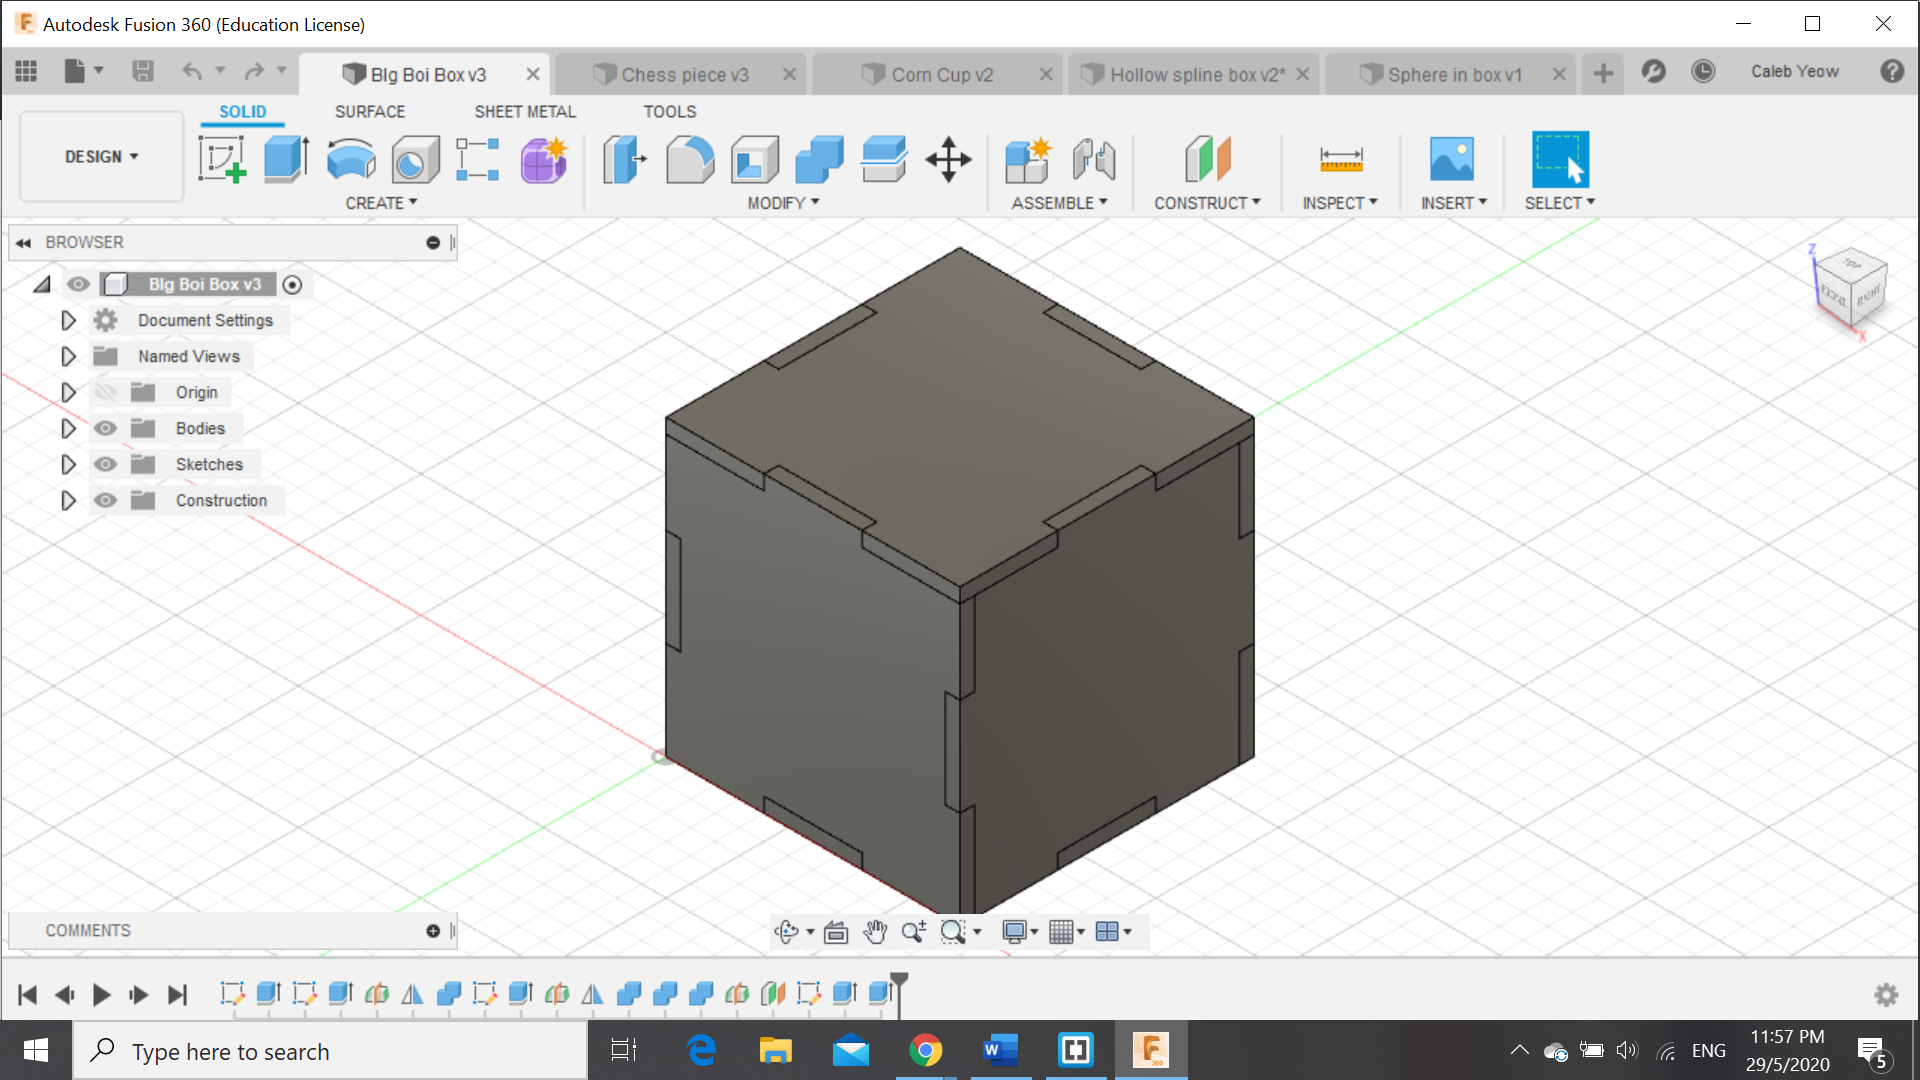 Autodesk Fusion 360 (Education License)
BIg Boi Box v3
Chess piece v3
Corn Cup v2
Hollow spline box v2*
Sphere in box v1
Caleb Yeow
SOLID
SURFACE
SHEET METAL
TOOLS
DESIGN
CREATE
MODIFY
ASSEMBLE
CONSTRUCT
INSPECT
INSERT
SELECT
BROWSER
BIg Boi Box v3
Document Settings
Named Views
Origin
Bodies
Sketches
Construction
Z
TOP
FRONT
RIGHT
X
COMMENTS
Type here to search
ENG
11:57 PM
29/5/2020
5